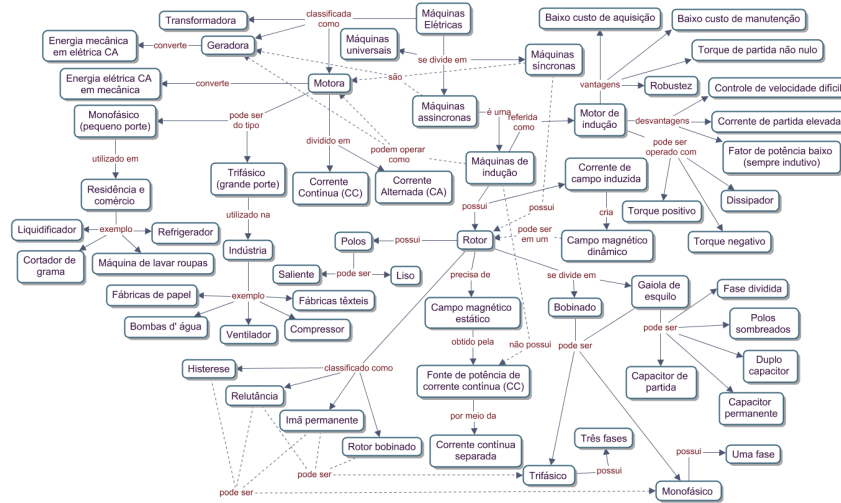 Transformadora
classificada
como
Máquinas
Elétricas
Baixo custo de aquisição
Baixo custo de manutenção
Energia mecânica
em elétrica CA
converte
Geradora
Máquinas
universais
se divide em
Máquinas
síncronas
Torque de partida não nulo
Energia elétrica CA
em mecânica
converte
Motora
são
vantagens
Robustez
Controle de velocidade difícil
Monofásico
(pequeno porte)
pode ser
do tipo
Máquinas
assíncronas
é uma
referida
como
Motor de
indução
desvantagens
Corrente de partida elevada
dividido em
podem operar
como
pode ser
operado com
Fator de potência baixo
(sempre indutivo)
utilizado em
Trifásico
(grande porte)
Máquinas de
indução
Corrente de
campo induzida
Residência e
comércio
Corrente
Contínua (CC)
Corrente
Alternada (CA)
Dissipador
utilizado na
possui
possui
cria
Torque positivo
Liquidificador
exemplo
Refrigerador
Polos
possui
Rotor
pode ser
em um
Campo magnético
dinâmico
Torque negativo
Cortador de
grama
Máquina de lavar roupas
Indústria
Saliente
pode ser
Liso
precisa de
se divide em
Gaiola de
esquilo
Fase dividida
Fábricas de papel
exemplo
Fábricas têxteis
Campo magnético
estático
Bobinado
Bombas d' água
Ventilador
Compressor
obtido pela
não possui
pode ser
pode ser
Polos
sombreados
Histerese
classificado como
Fonte de potência de
corrente contínua (CC)
Capacitor de
partida
Duplo
capacitor
Relutância
Capacitor
permanente
Imã permanente
por meio da
Rotor bobinado
Corrente contínua
separada
Três fases
possui
Uma fase
pode ser
pode ser
Trifásico
possui
Monofásico